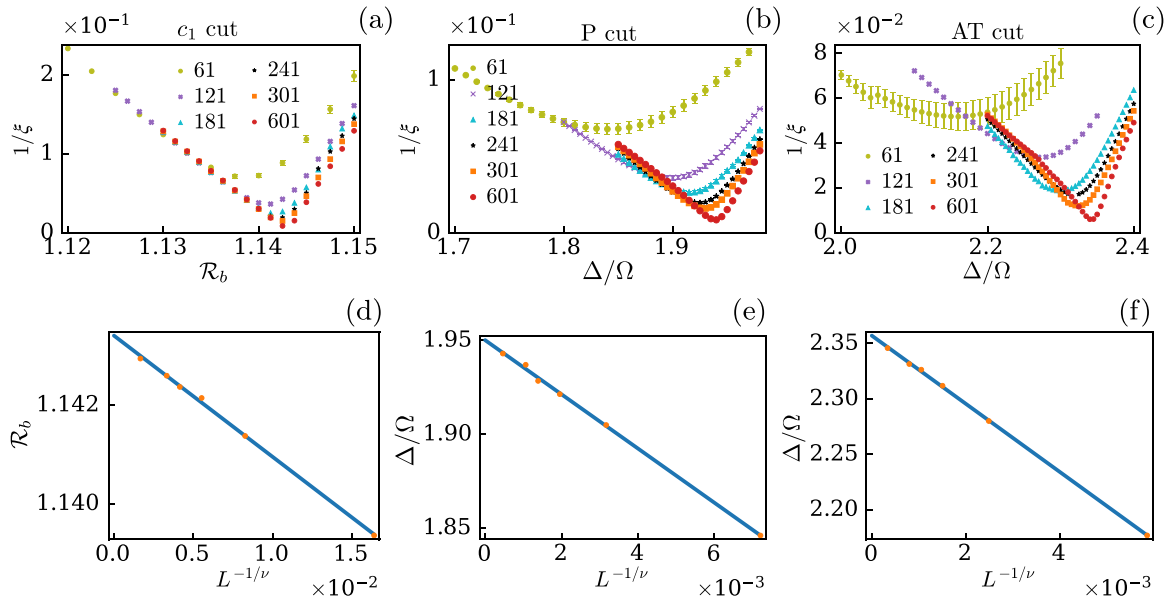 ×10⁻¹ c₁ cut (a)
2
1
0
1/ξ
61
121
181
241
301
601
1.12 1.13 1.14 1.15
R_b
×10⁻¹ P cut (b)
1
0
1/ξ
61
121
181
241
301
601
1.7 1.8 1.9
Δ/Ω
×10⁻² AT cut (c)
8
6
4
2
0
1/ξ
61
121
181
241
301
601
2.0 2.2 2.4
Δ/Ω
(d)
1.142
1.140
R_b
0.0 0.5 1.0 1.5
L^{-1/ν} ×10⁻²
(e)
1.95
1.90
1.85
Δ/Ω
0 2 4 6
L^{-1/ν} ×10⁻³
(f)
2.35
2.30
2.25
2.20
Δ/Ω
0 2 4
L^{-1/ν} ×10⁻³